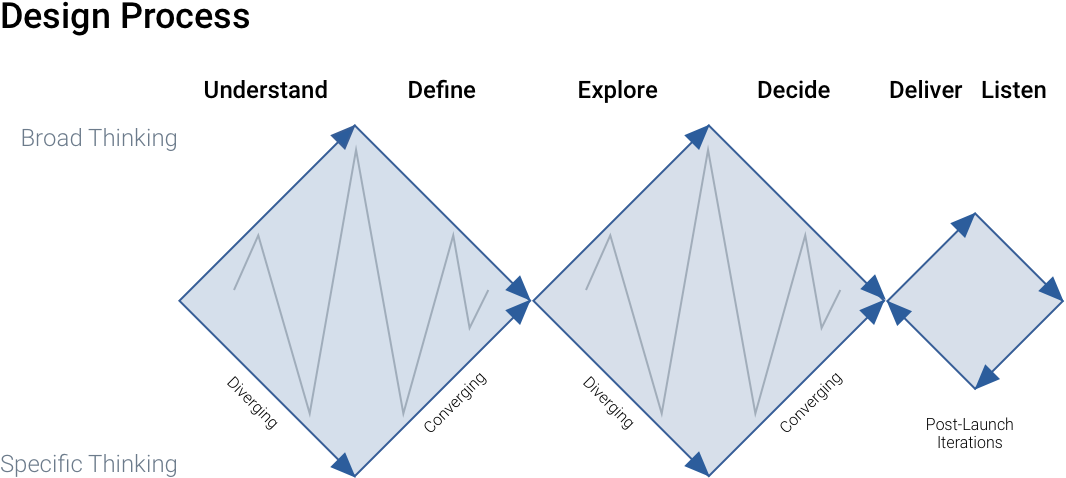 Design Process
Understand
Define
Explore
Decide
Deliver
Listen
Broad Thinking
Diverging
Converging
Diverging
Converging
Post-Launch
Iterations
Specific Thinking